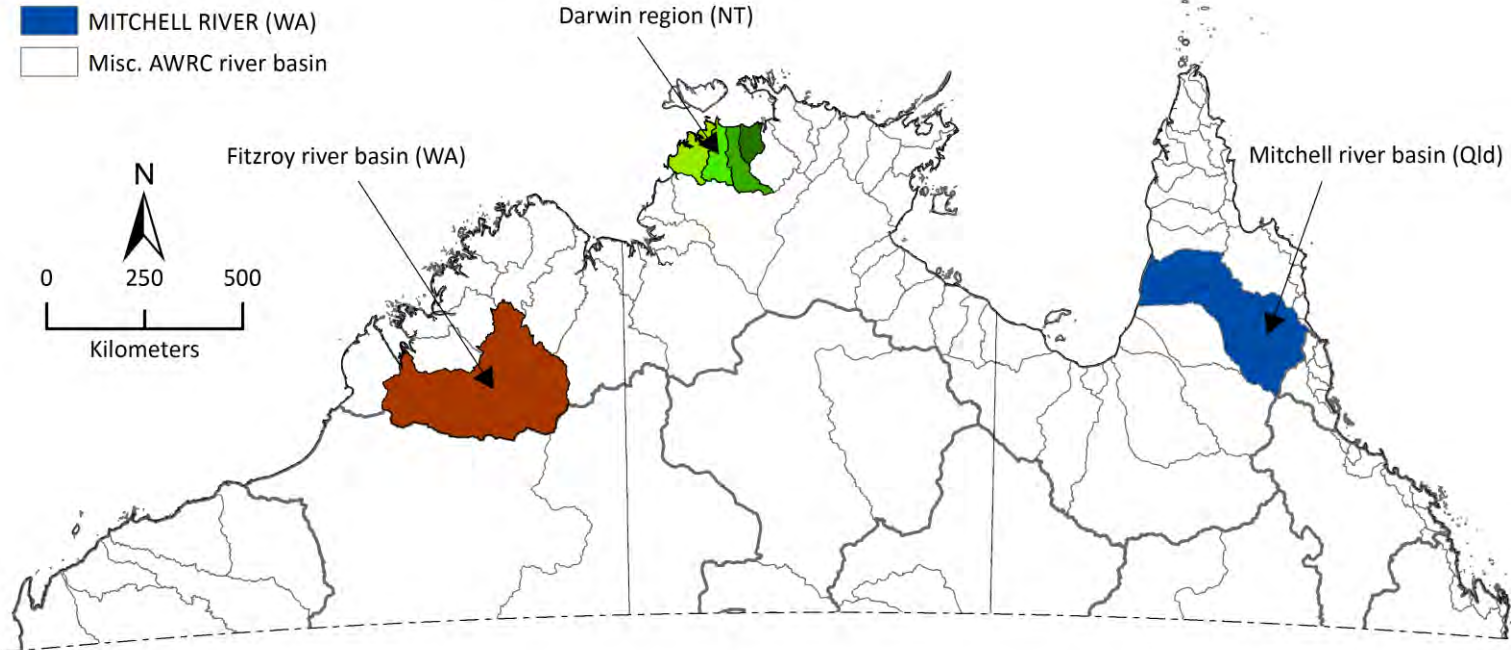 MITCHELL RIVER (WA)
Misc. AWRC river basin
Darwin region (NT)
Fitzroy river basin (WA)
Mitchell river basin (Qld)
N
0 250 500
Kilometers